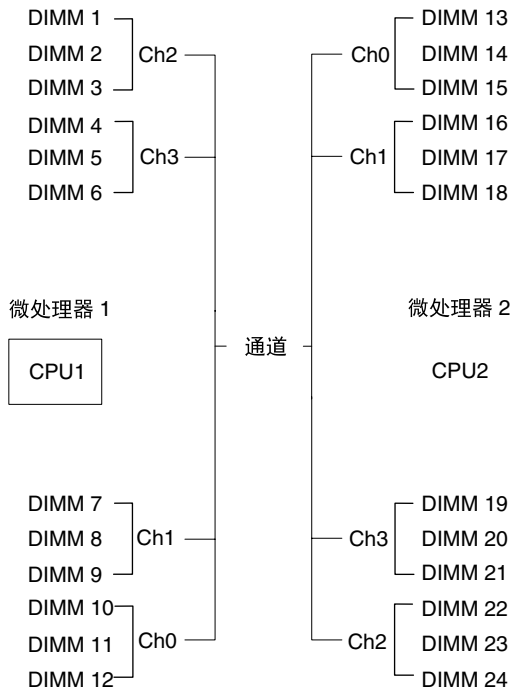 DIMM 1
DIMM 2
DIMM 3
Ch2
DIMM 4
DIMM 5
DIMM 6
Ch3
微处理器 1
CPU1
DIMM 7
DIMM 8
DIMM 9
Ch1
DIMM 10
DIMM 11
DIMM 12
Ch0
通道
DIMM 13
DIMM 14
DIMM 15
Ch0
DIMM 16
DIMM 17
DIMM 18
Ch1
微处理器 2
CPU2
DIMM 19
DIMM 20
DIMM 21
Ch3
DIMM 22
DIMM 23
DIMM 24
Ch2